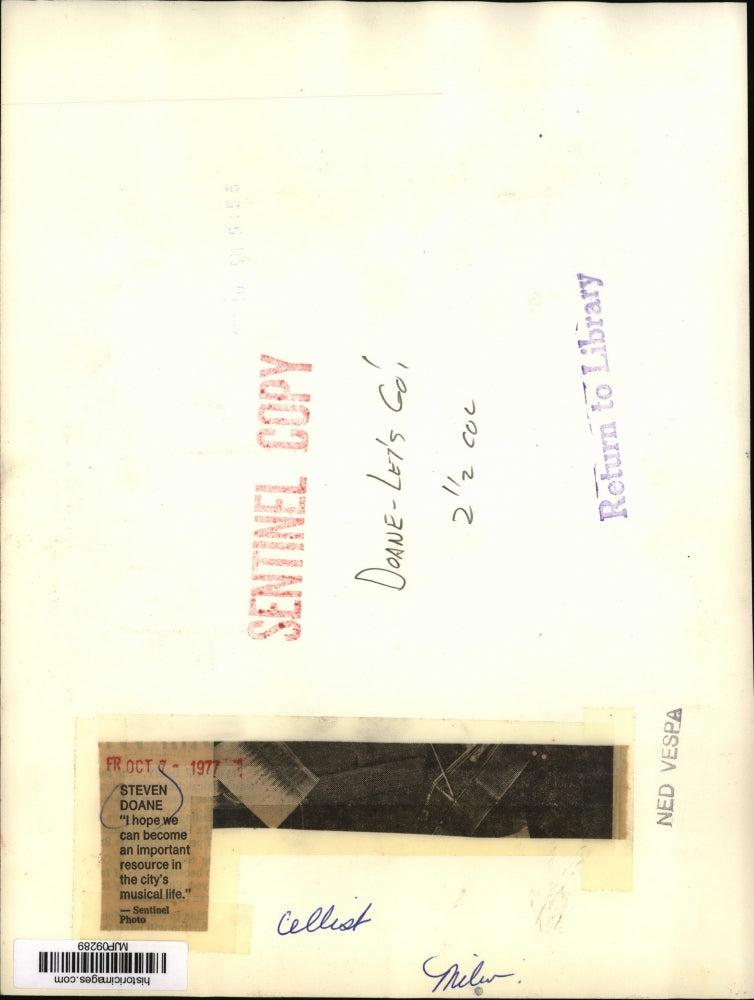 SENTINEL COPY
DOANE - LET'S GO!
2 1/2 COL
Return to Library
NED VESPA
FR OCT 7 - 1977
STEVEN
DOANE
"I hope we
can become
an important
resource in
the city's
musical life."
— Sentinel
Photo
cellist
Milw.
historicimages.com
MJP09289